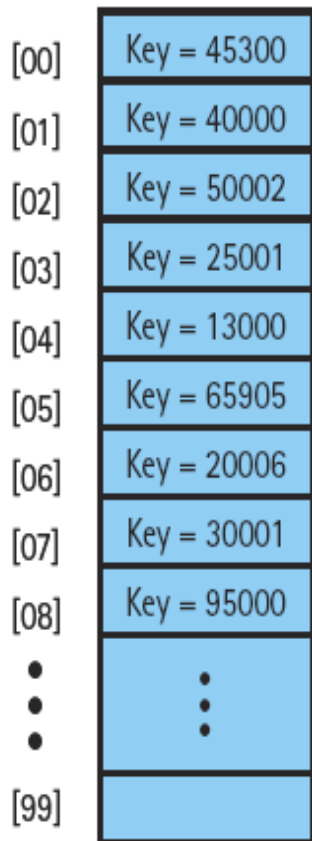 [00] Key = 45300
[01] Key = 40000
[02] Key = 50002
[03] Key = 25001
[04] Key = 13000
[05] Key = 65905
[06] Key = 20006
[07] Key = 30001
[08] Key = 95000
[99]